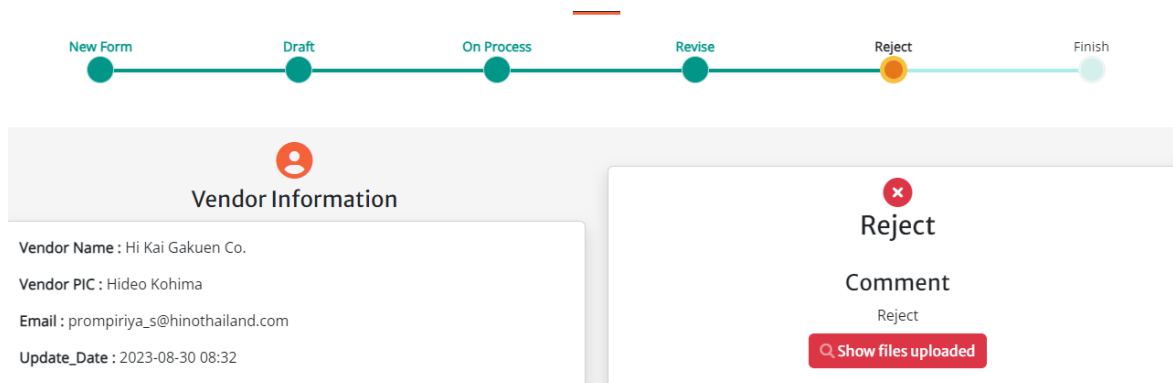 New Form
Draft
On Process
Revise
Reject
Finish
Vendor Information
Vendor Name : Hi Kai Gakuen Co.
Vendor PIC : Hideo Kohima
Email : prompiriya_s@hinothailand.com
Update_Date : 2023-08-30 08:32
Reject
Comment
Reject
Show files uploaded